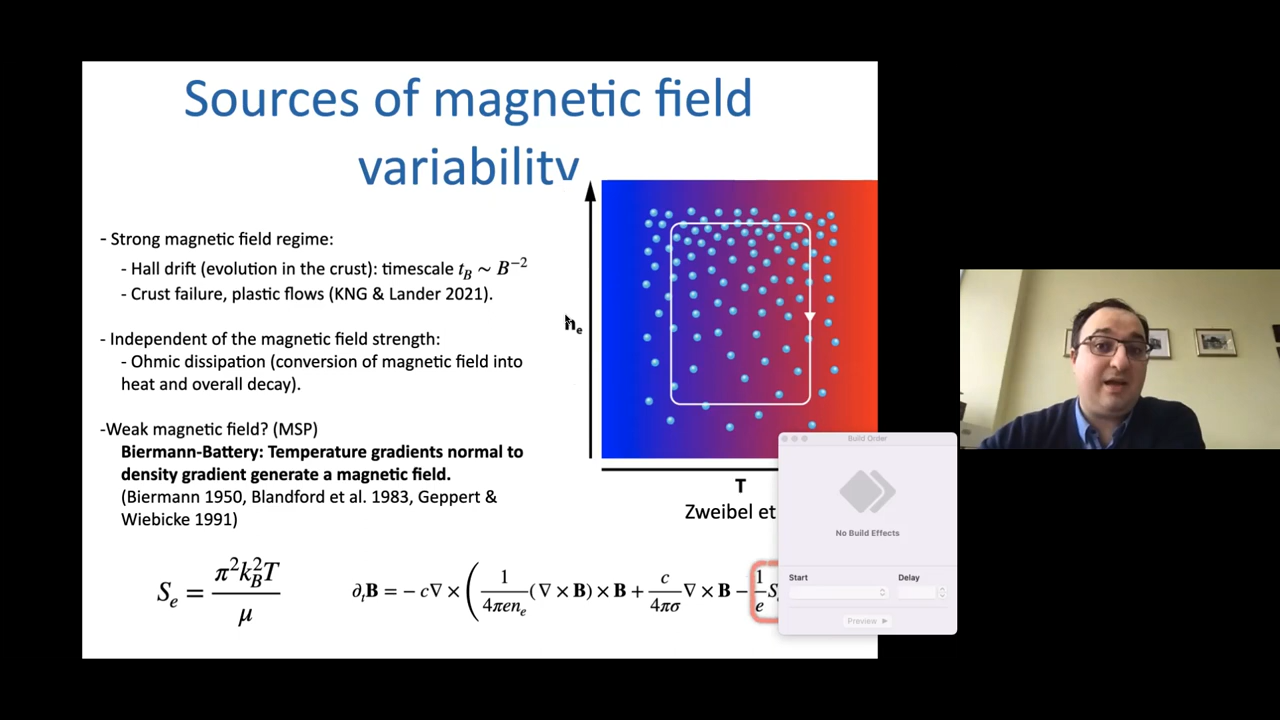 Sources of magnetic field
variability
- Strong magnetic field regime:
- Hall drift (evolution in the crust): timescale t_B ∼ B^−2
- Crust failure, plastic flows (KNG & Lander 2021).
- Independent of the magnetic field strength:
- Ohmic dissipation (conversion of magnetic field into
heat and overall decay).
-Weak magnetic field? (MSP)
Biermann-Battery: Temperature gradients normal to
density gradient generate a magnetic field.
(Biermann 1950, Blandford et al. 1983, Geppert &
Wiebicke 1991)
n_e
T
Zweibel et
S_e = π^2 k_B^2 T / μ
∂_t B = − c∇ × ( 1 / 4πen_e (∇ × B) × B + c / 4πσ ∇ × B − 1 / e S
Build Order
No Build Effects
Start Delay
Preview